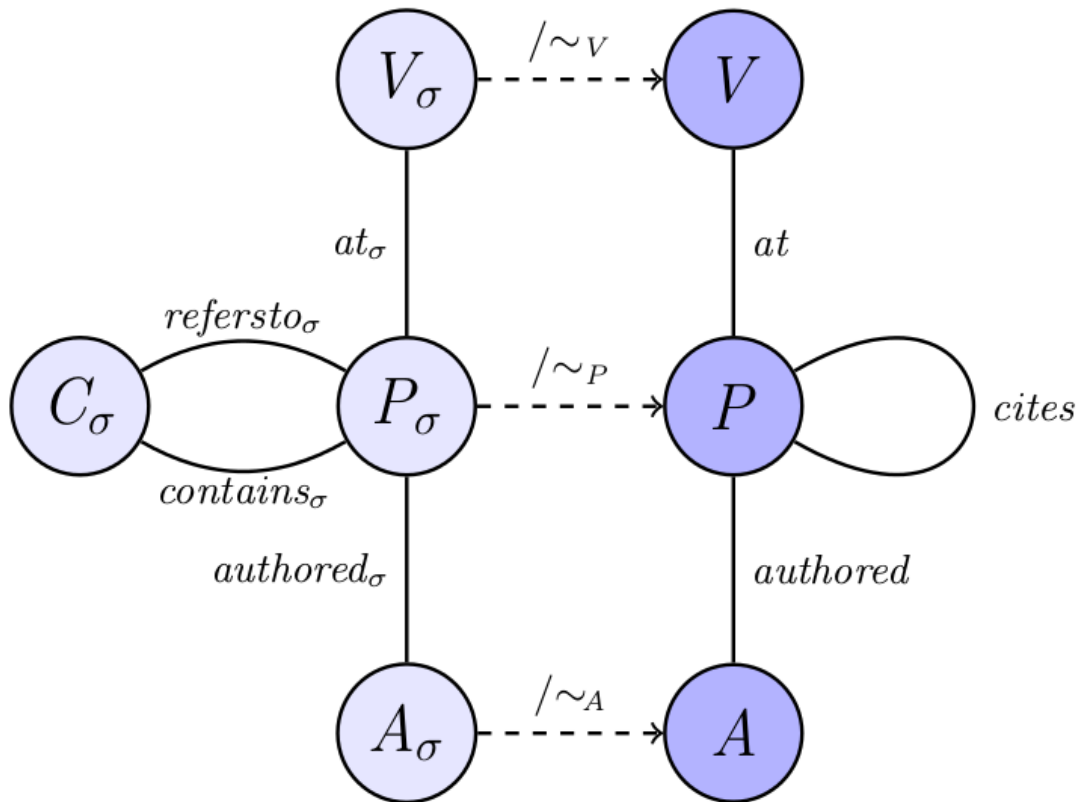 V_σ /∼_V V
at_σ at
refersto_σ
C_σ P_σ /∼_P P cites
contains_σ
authored_σ authored
A_σ /∼_A A